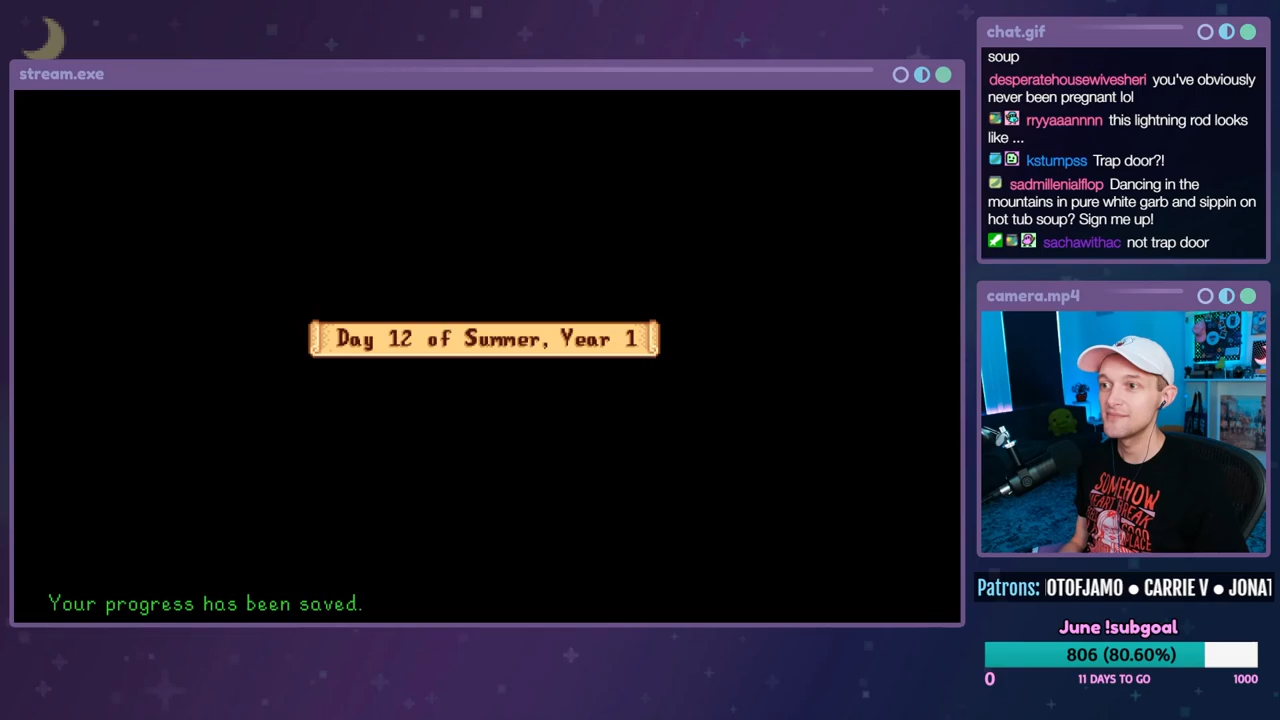 stream.exe
Day 12 of Summer, Year 1
Your progress has been saved.
chat.gif
soup
desperatehousewivesheri you've obviously
never been pregnant lol
rryyaaannnn this lightning rod looks
like ...
kstumpss Trap door?!
sadmillenialflop Dancing in the
mountains in pure white garb and sippin on
hot tub soup? Sign me up!
sachawithac not trap door
camera.mp4
SOMEHOW
HEARTBREAK
Patrons: OTOFJAMO ● CARRIE V ● JONAT
June !subgoal
806 (80.60%)
0 11 DAYS TO GO 1000